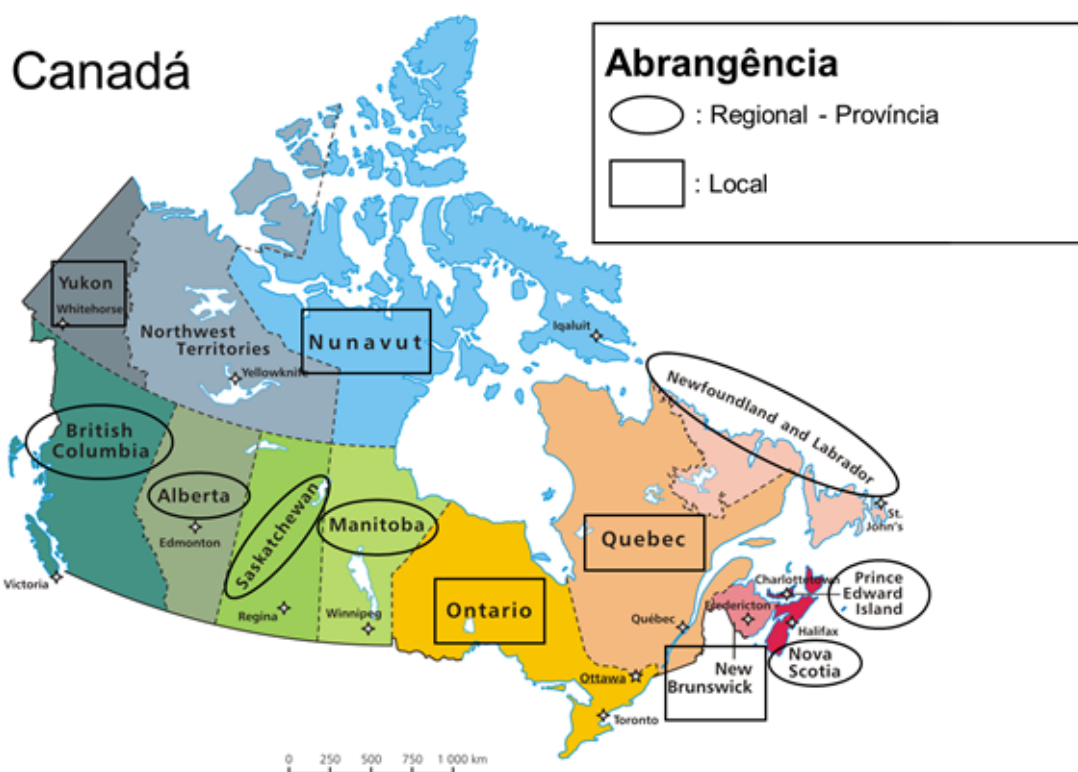 Canadá
Abrangência
: Regional - Província
: Local
Yukon
Whitehorse
Northwest
Territories
Yellowknife
Nunavut
Iqaluit
Newfoundland and Labrador
British
Columbia
Alberta
Edmonton
Saskatchewan
Manitoba
St.
John's
Quebec
Victoria
Regina
Winnipeg
Ontario
Québec
Charlottetown
Prince
Edward
Island
Fredericton
Halifax
Nova
Scotia
New
Brunswick
Ottawa
Toronto
0 250 500 750 1 000 km